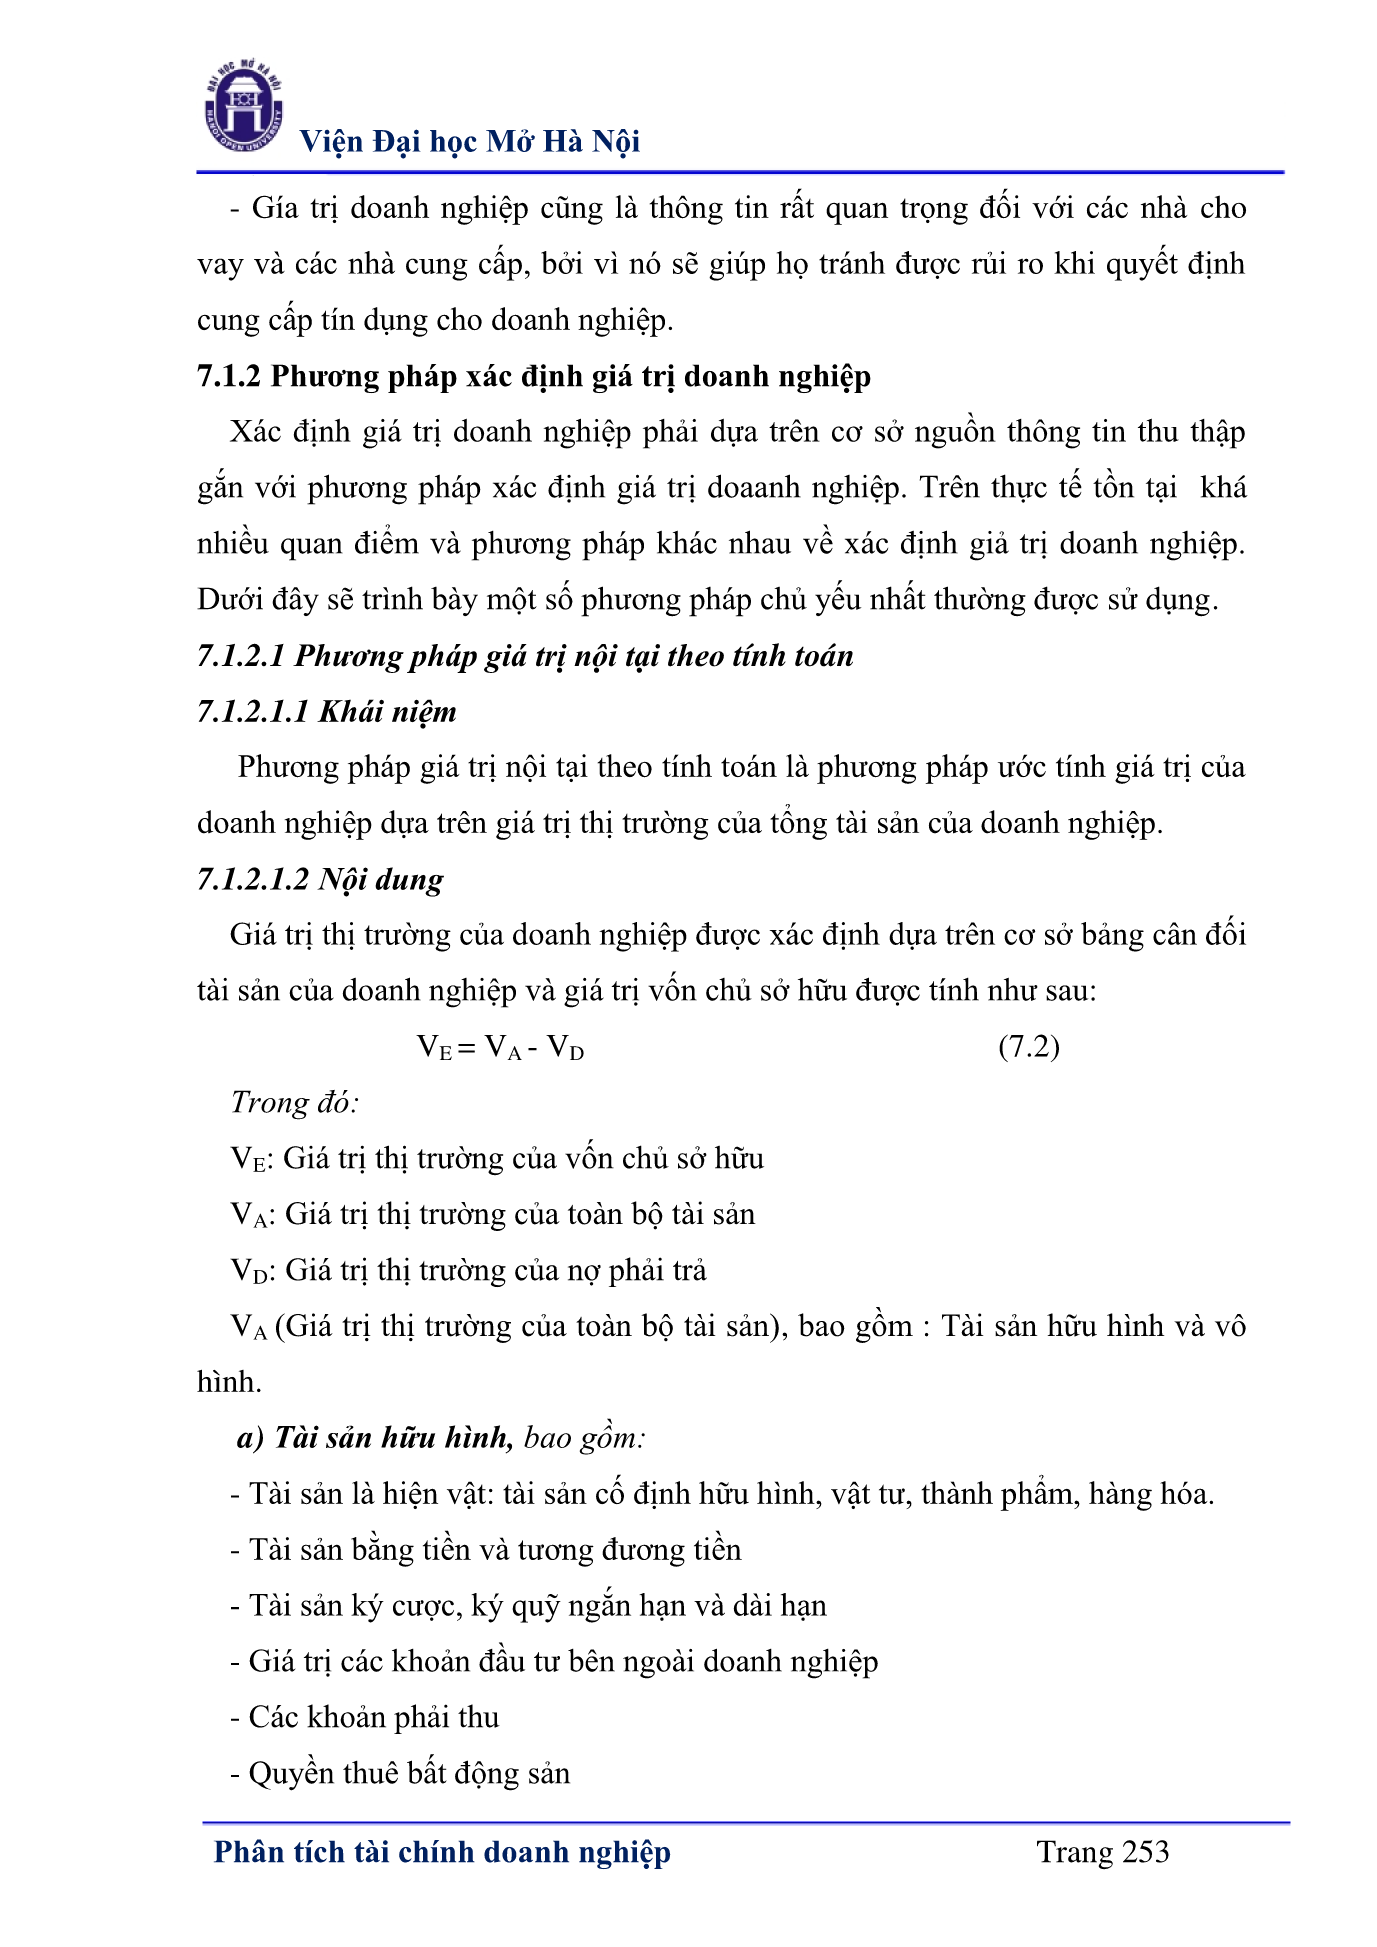 ĐẠI HỌC MỞ HÀ NỘI
HANOI OPEN UNIVERSITY
Viện Đại học Mở Hà Nội
- Gía trị doanh nghiệp cũng là thông tin rất quan trọng đối với các nhà cho
vay và các nhà cung cấp, bởi vì nó sẽ giúp họ tránh được rủi ro khi quyết định
cung cấp tín dụng cho doanh nghiệp.
7.1.2 Phương pháp xác định giá trị doanh nghiệp
Xác định giá trị doanh nghiệp phải dựa trên cơ sở nguồn thông tin thu thập
gắn với phương pháp xác định giá trị doaanh nghiệp. Trên thực tế tồn tại khá
nhiều quan điểm và phương pháp khác nhau về xác định giả trị doanh nghiệp.
Dưới đây sẽ trình bày một số phương pháp chủ yếu nhất thường được sử dụng.
7.1.2.1 Phương pháp giá trị nội tại theo tính toán
7.1.2.1.1 Khái niệm
Phương pháp giá trị nội tại theo tính toán là phương pháp ước tính giá trị của
doanh nghiệp dựa trên giá trị thị trường của tổng tài sản của doanh nghiệp.
7.1.2.1.2 Nội dung
Giá trị thị trường của doanh nghiệp được xác định dựa trên cơ sở bảng cân đối
tài sản của doanh nghiệp và giá trị vốn chủ sở hữu được tính như sau:
VE = VA - VD (7.2)
Trong đó:
VE: Giá trị thị trường của vốn chủ sở hữu
VA: Giá trị thị trường của toàn bộ tài sản
VD: Giá trị thị trường của nợ phải trả
VA (Giá trị thị trường của toàn bộ tài sản), bao gồm : Tài sản hữu hình và vô
hình.
a) Tài sản hữu hình, bao gồm:
- Tài sản là hiện vật: tài sản cố định hữu hình, vật tư, thành phẩm, hàng hóa.
- Tài sản bằng tiền và tương đương tiền
- Tài sản ký cược, ký quỹ ngắn hạn và dài hạn
- Giá trị các khoản đầu tư bên ngoài doanh nghiệp
- Các khoản phải thu
- Quyền thuê bất động sản
Phân tích tài chính doanh nghiệp Trang 253